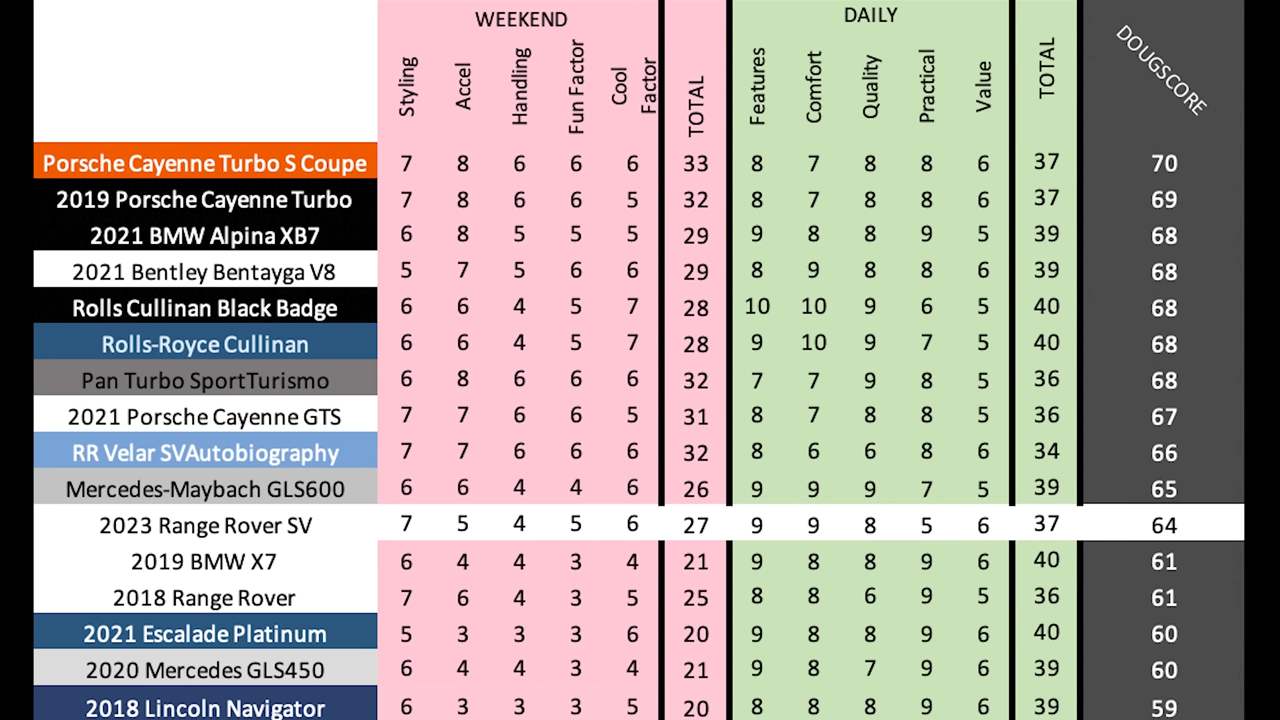 WEEKEND DAILY
Styling Accel Handling Fun Factor Cool Factor TOTAL Features Comfort Quality Practical Value TOTAL DOUGSCORE
Porsche Cayenne Turbo S Coupe 7 8 6 6 6 33 8 7 8 8 6 37 70
2019 Porsche Cayenne Turbo 7 8 6 6 5 32 8 7 8 8 6 37 69
2021 BMW Alpina XB7 6 8 5 5 5 29 9 8 8 9 5 39 68
2021 Bentley Bentayga V8 5 7 5 6 6 29 8 9 8 8 6 39 68
Rolls Cullinan Black Badge 6 6 4 5 7 28 10 10 9 6 5 40 68
Rolls-Royce Cullinan 6 6 4 5 7 28 9 10 9 7 5 40 68
Pan Turbo SportTurismo 6 8 6 6 6 32 7 7 9 8 5 36 68
2021 Porsche Cayenne GTS 7 7 6 6 5 31 8 7 8 8 5 36 67
RR Velar SVAutobiography 7 7 6 6 6 32 8 6 6 8 6 34 66
Mercedes-Maybach GLS600 6 6 4 4 6 26 9 9 9 7 5 39 65
2023 Range Rover SV 7 5 4 5 6 27 9 9 8 5 6 37 64
2019 BMW X7 6 4 4 3 4 21 9 8 8 9 6 40 61
2018 Range Rover 7 6 4 3 5 25 8 8 6 9 5 36 61
2021 Escalade Platinum 5 3 3 3 6 20 9 8 8 9 6 40 60
2020 Mercedes GLS450 6 4 4 3 4 21 9 8 7 9 6 39 60
2018 Lincoln Navigator 6 3 3 3 5 20 8 8 8 9 6 39 59